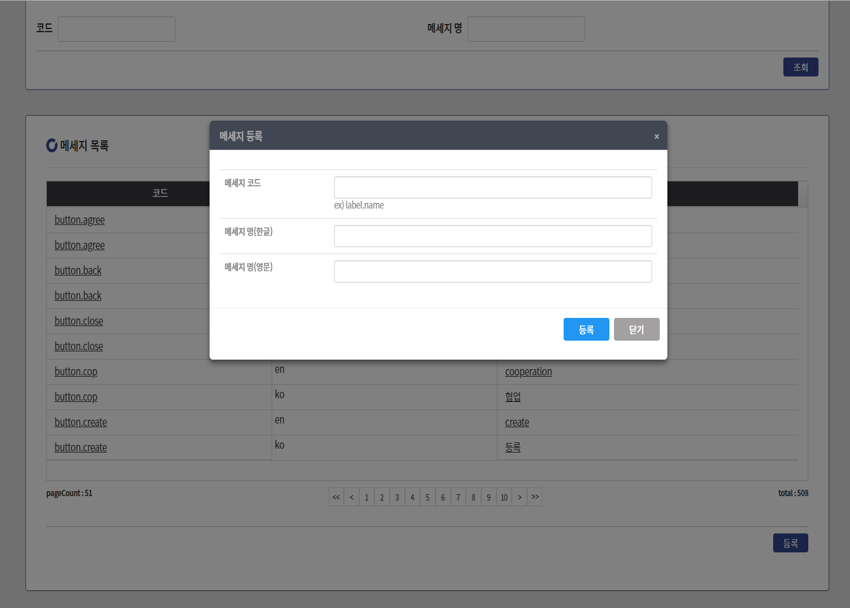 코드
메세지 명
조회
메세지 목록
메세지 등록 ×
코드
메세지 코드
ex) label.name
메세지 명(한글)
메세지 명(영문)
등록 닫기
button.agree
button.agree
button.back
button.back
button.close
button.close
button.cop en cooperation
button.cop ko 협업
button.create en create
button.create ko 등록
pageCount : 51 << < 1 2 3 4 5 6 7 8 9 10 > >> total : 508
등록